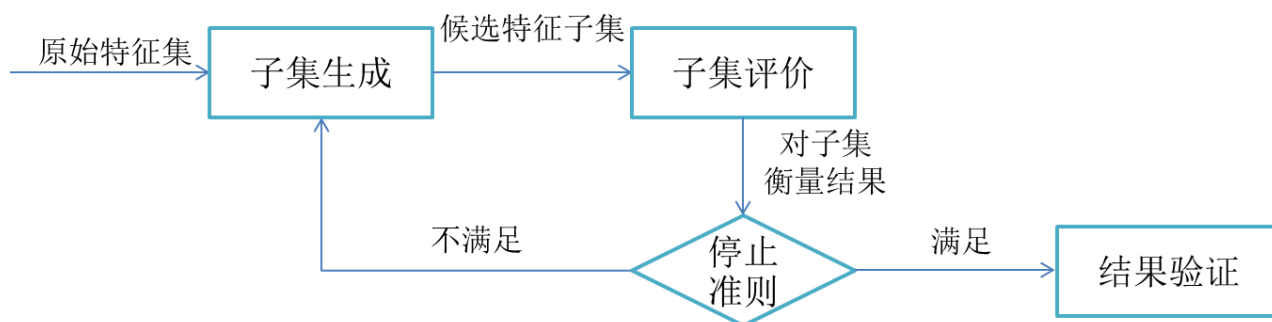 原始特征集
子集生成
候选特征子集
子集评价
对子集
衡量结果
不满足
停止
准则
满足
结果验证